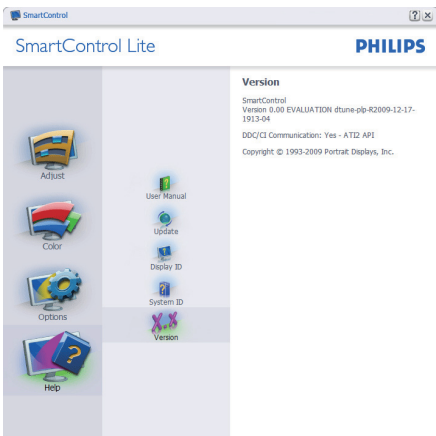 SmartControl
SmartControl Lite
PHILIPS
Adjust
Color
Options
Help
User Manual
Update
Display ID
System ID
Version
Version
SmartControl
Version 0.00 EVALUATION dtune-plp-R2009-12-17-
1913-04
DDC/CI Communication: Yes - ATI2 API
Copyright © 1993-2009 Portrait Displays, Inc.